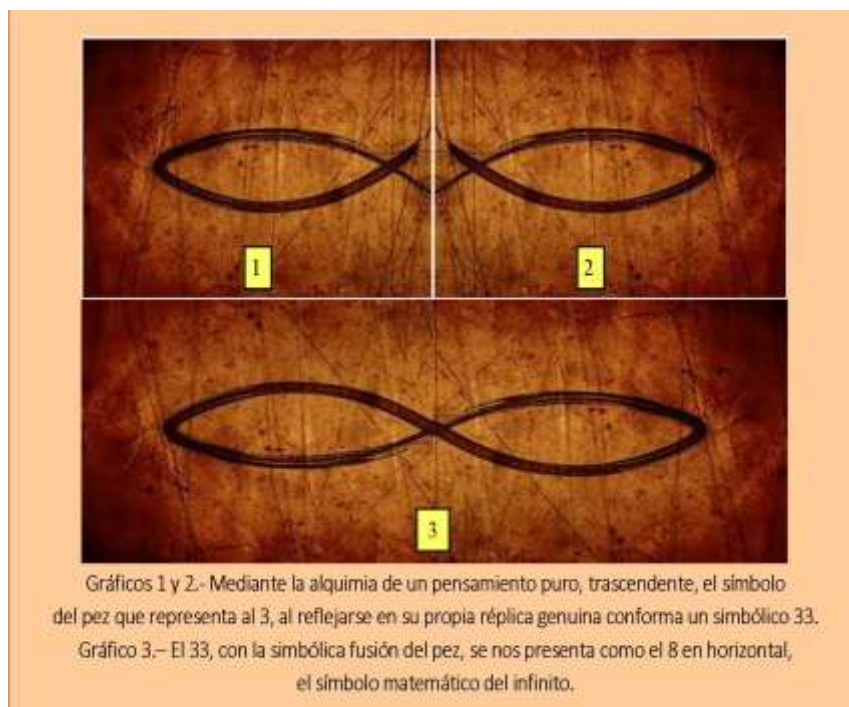 1
2
3
Gráficos 1 y 2.- Mediante la alquimia de un pensamiento puro, trascendente, el símbolo
del pez que representa al 3, al reflejarse en su propia réplica genuina conforma un simbólico 33.
Gráfico 3.– El 33, con la simbólica fusión del pez, se nos presenta como el 8 en horizontal,
el símbolo matemático del infinito.